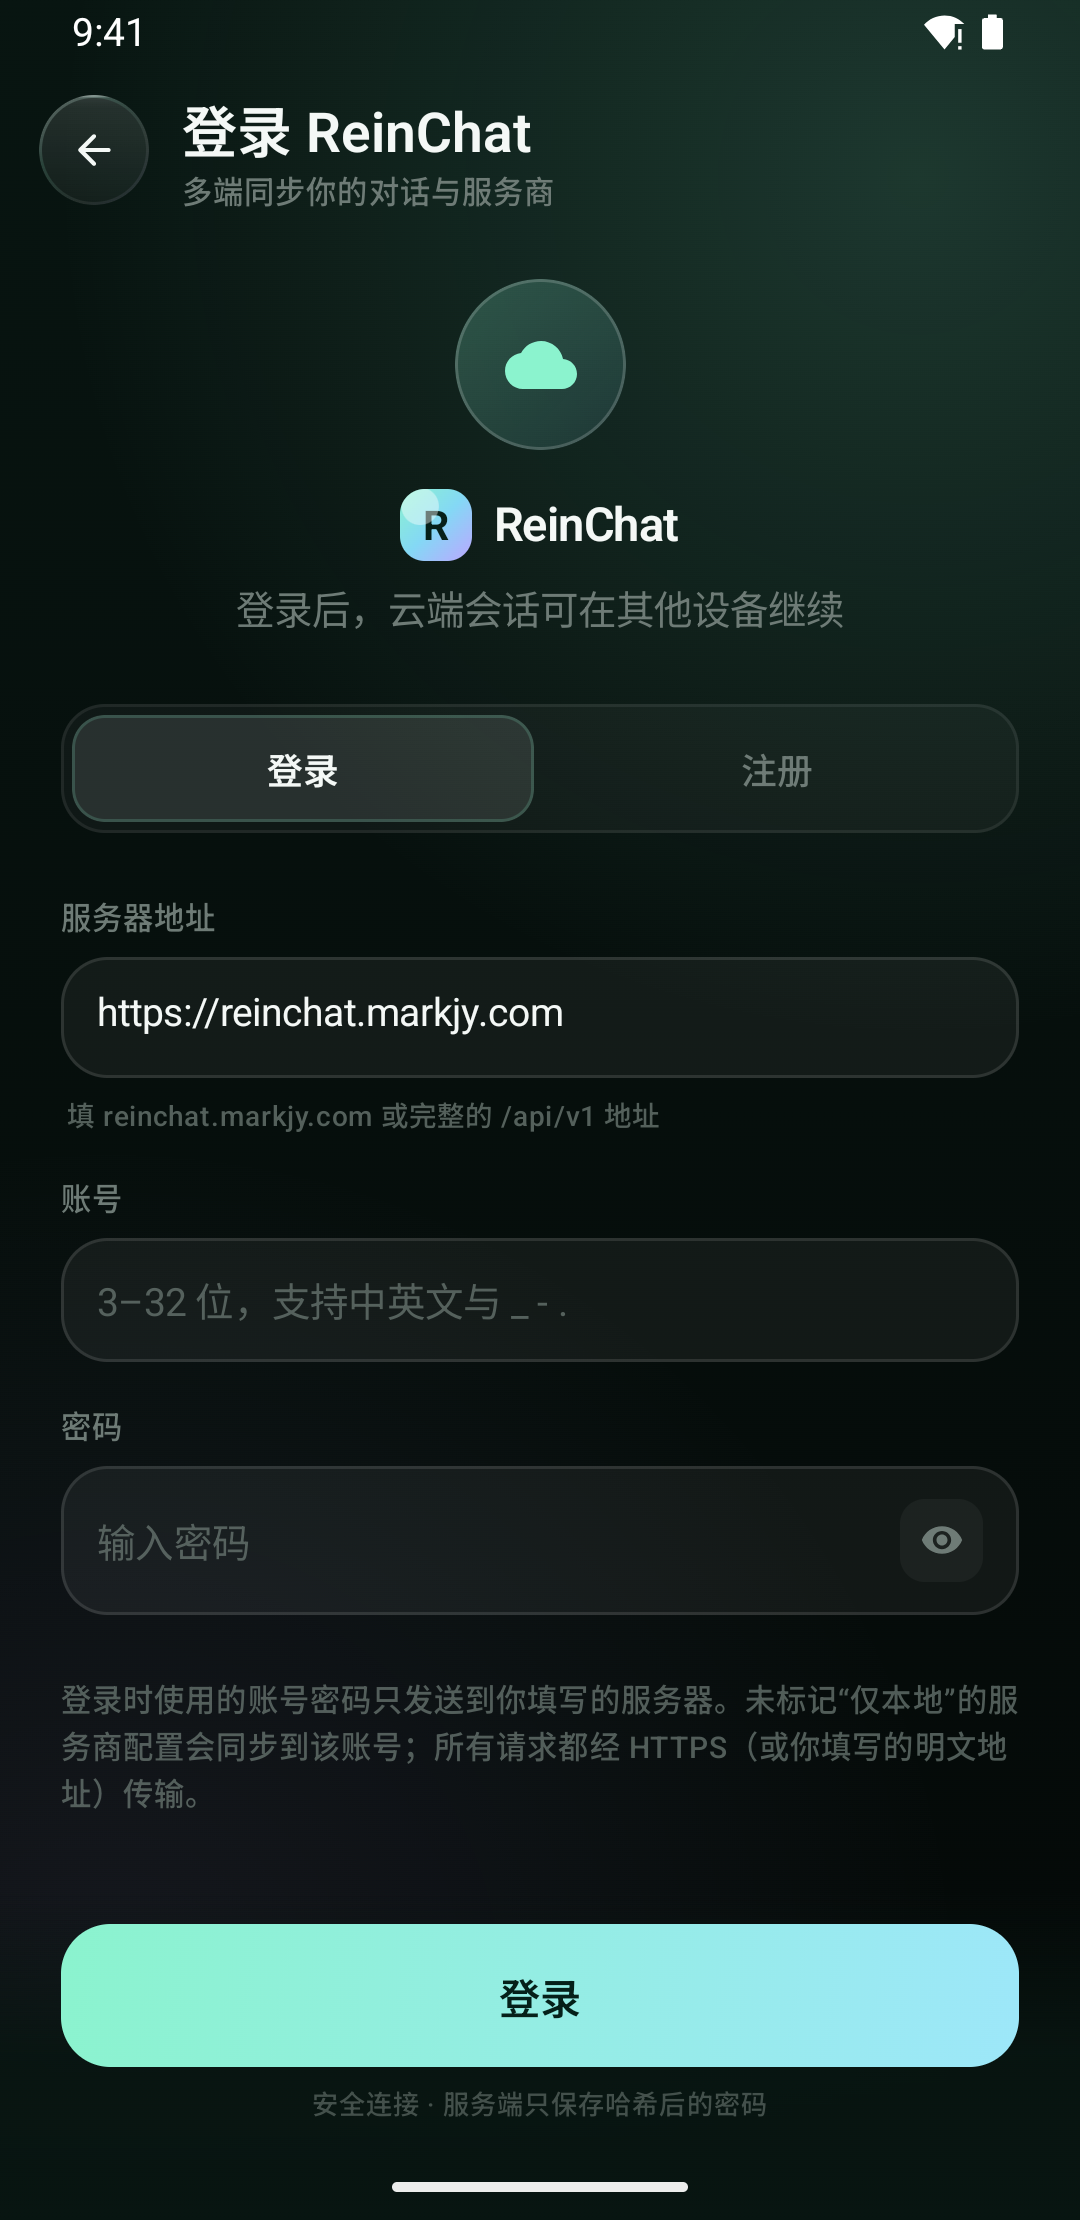 9:41
登录 ReinChat
多端同步你的对话与服务商
R
ReinChat
登录后，云端会话可在其他设备继续
登录
注册
服务器地址
https://reinchat.markjy.com
填 reinchat.markjy.com 或完整的 /api/v1 地址
账号
3–32 位，支持中英文与 _ - .
密码
输入密码
登录时使用的账号密码只发送到你填写的服务器。未标记“仅本地”的服
务商配置会同步到该账号；所有请求都经 HTTPS（或你填写的明文地
址）传输。
登录
安全连接 · 服务端只保存哈希后的密码